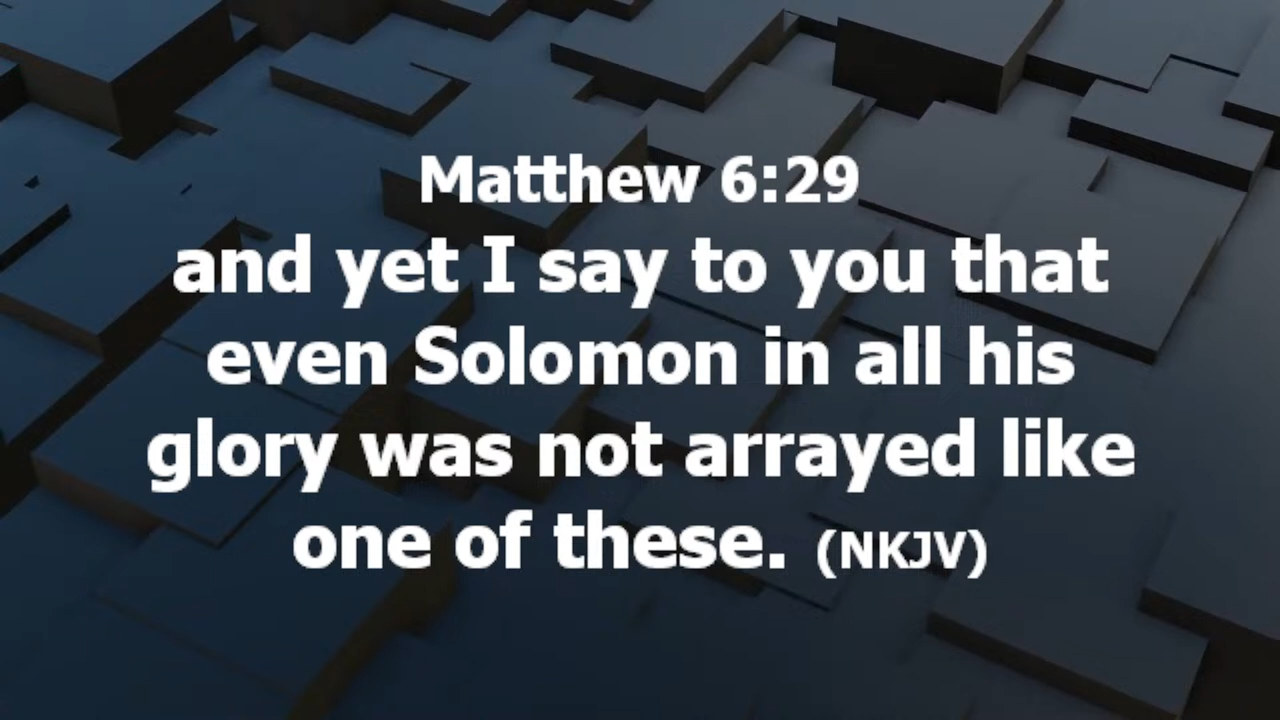 Matthew 6:29
and yet I say to you that
even Solomon in all his
glory was not arrayed like
one of these. (NKJV)